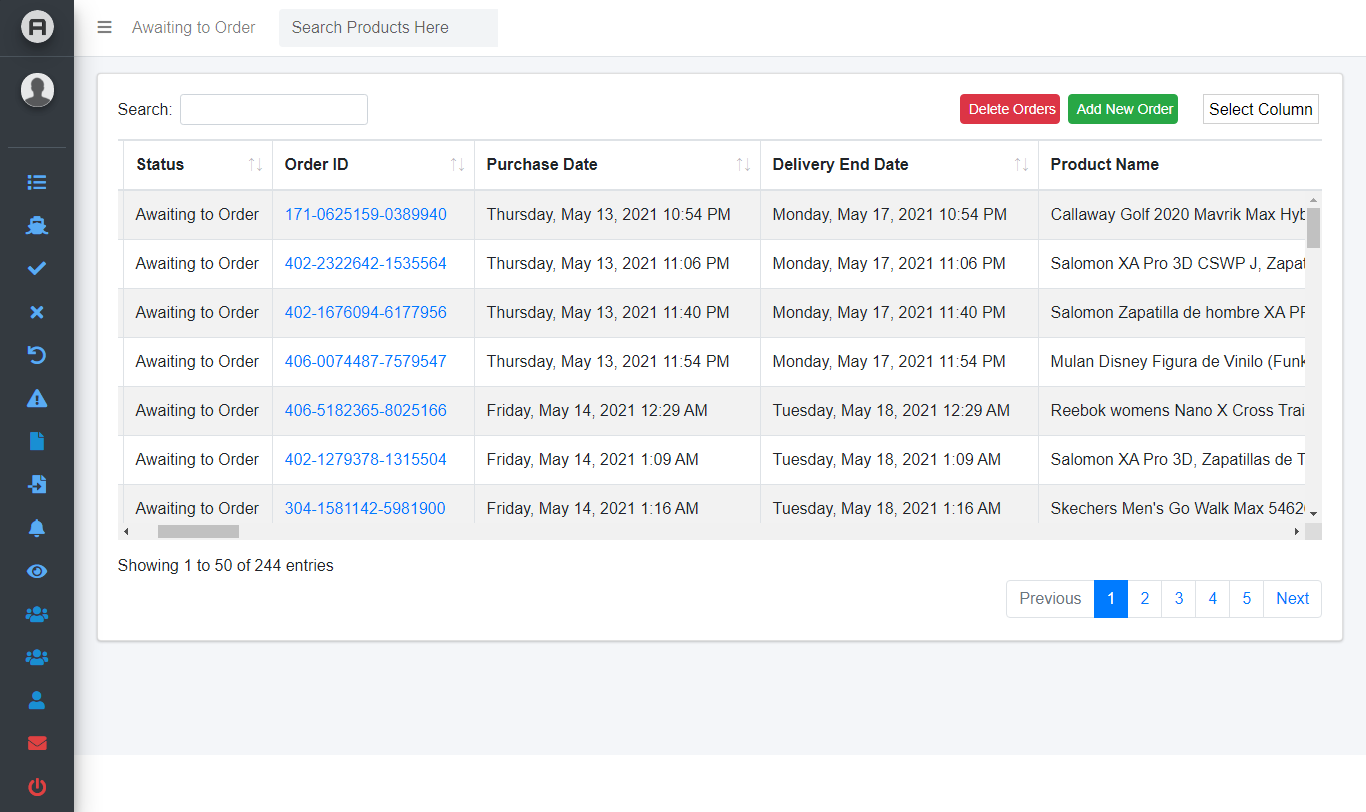 Awaiting to Order Search Products Here
Search: Delete Orders Add New Order Select Column
Status Order ID Purchase Date Delivery End Date Product Name
Awaiting to Order 171-0625159-0389940 Thursday, May 13, 2021 10:54 PM Monday, May 17, 2021 10:54 PM Callaway Golf 2020 Mavrik Max Hyb
Awaiting to Order 402-2322642-1535564 Thursday, May 13, 2021 11:06 PM Monday, May 17, 2021 11:06 PM Salomon XA Pro 3D CSWP J, Zapat
Awaiting to Order 402-1676094-6177956 Thursday, May 13, 2021 11:40 PM Monday, May 17, 2021 11:40 PM Salomon Zapatilla de hombre XA PR
Awaiting to Order 406-0074487-7579547 Thursday, May 13, 2021 11:54 PM Monday, May 17, 2021 11:54 PM Mulan Disney Figura de Vinilo (Funk
Awaiting to Order 406-5182365-8025166 Friday, May 14, 2021 12:29 AM Tuesday, May 18, 2021 12:29 AM Reebok womens Nano X Cross Trai
Awaiting to Order 402-1279378-1315504 Friday, May 14, 2021 1:09 AM Tuesday, May 18, 2021 1:09 AM Salomon XA Pro 3D, Zapatillas de T
Awaiting to Order 304-1581142-5981900 Friday, May 14, 2021 1:16 AM Tuesday, May 18, 2021 1:16 AM Skechers Men's Go Walk Max 5462
Showing 1 to 50 of 244 entries
Previous 1 2 3 4 5 Next